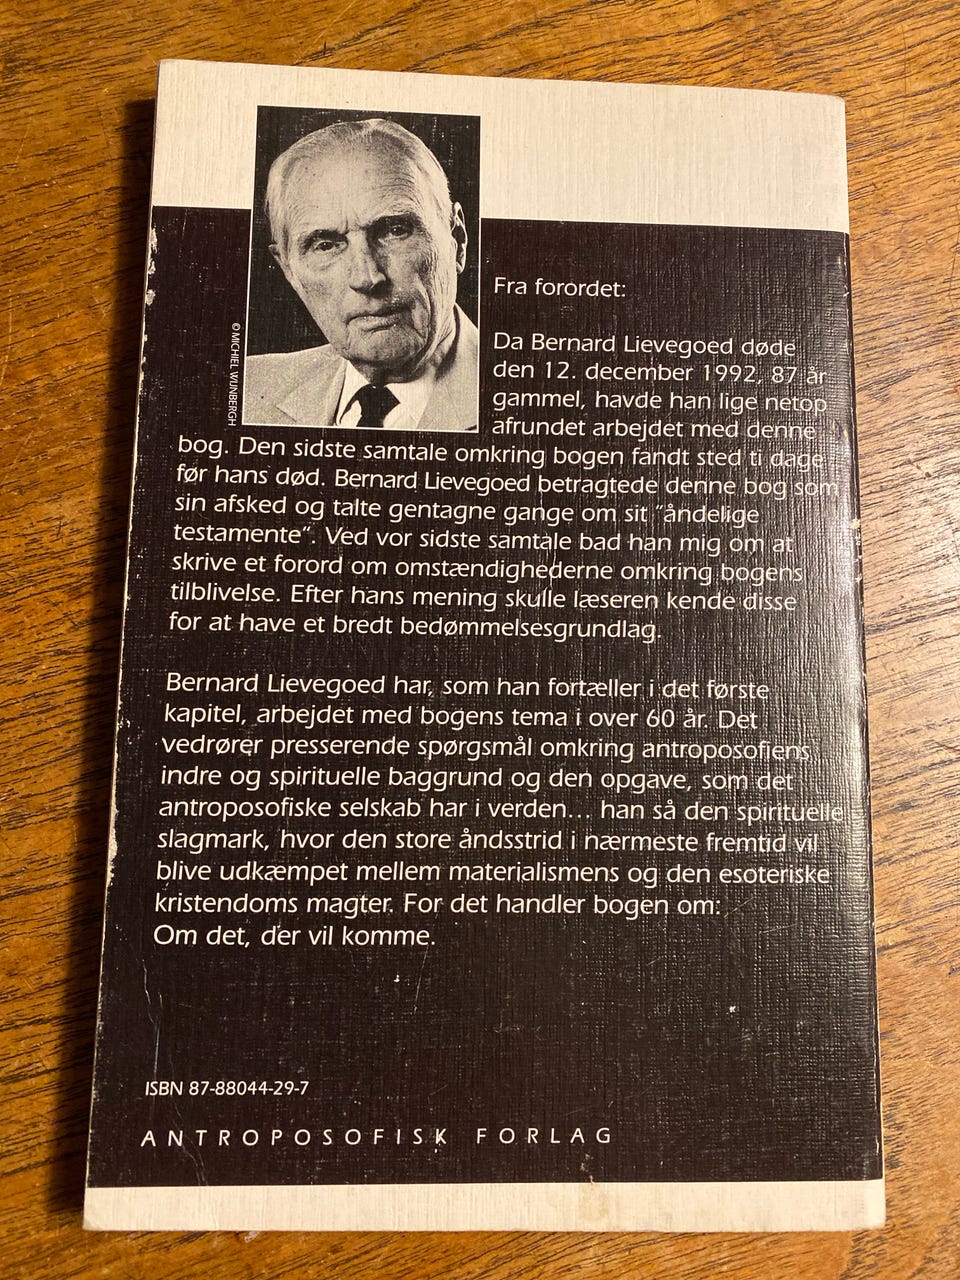 © MICHIEL WIJNBERGH
Fra forordet:
Da Bernard Lievegoed døde
den 12. december 1992, 87 år
gammel, havde han lige netop
afrundet arbejdet med denne
bog. Den sidste samtale omkring bogen fandt sted ti dage
før hans død. Bernard Lievegoed betragtede denne bog som
sin afsked og talte gentagne gange om sit "åndelige
testamente". Ved vor sidste samtale bad han mig om at
skrive et forord om omstændighederne omkring bogens
tilblivelse. Efter hans mening skulle læseren kende disse
for at have et bredt bedømmelsesgrundlag.
Bernard Lievegoed har, som han fortæller i det første
kapitel, arbejdet med bogens tema i over 60 år. Det
vedrører presserende spørgsmål omkring antroposofiens
indre og spirituelle baggrund og den opgave, som det
antroposofiske selskab har i verden... han så den spirituelle
slagmark, hvor den store åndsstrid i nærmeste fremtid vil
blive udkæmpet mellem materialismens og den esoteriske
kristendoms magter. For det handler bogen om:
Om det, der vil komme.
ISBN 87-88044-29-7
ANTROPOSOFISK FORLAG